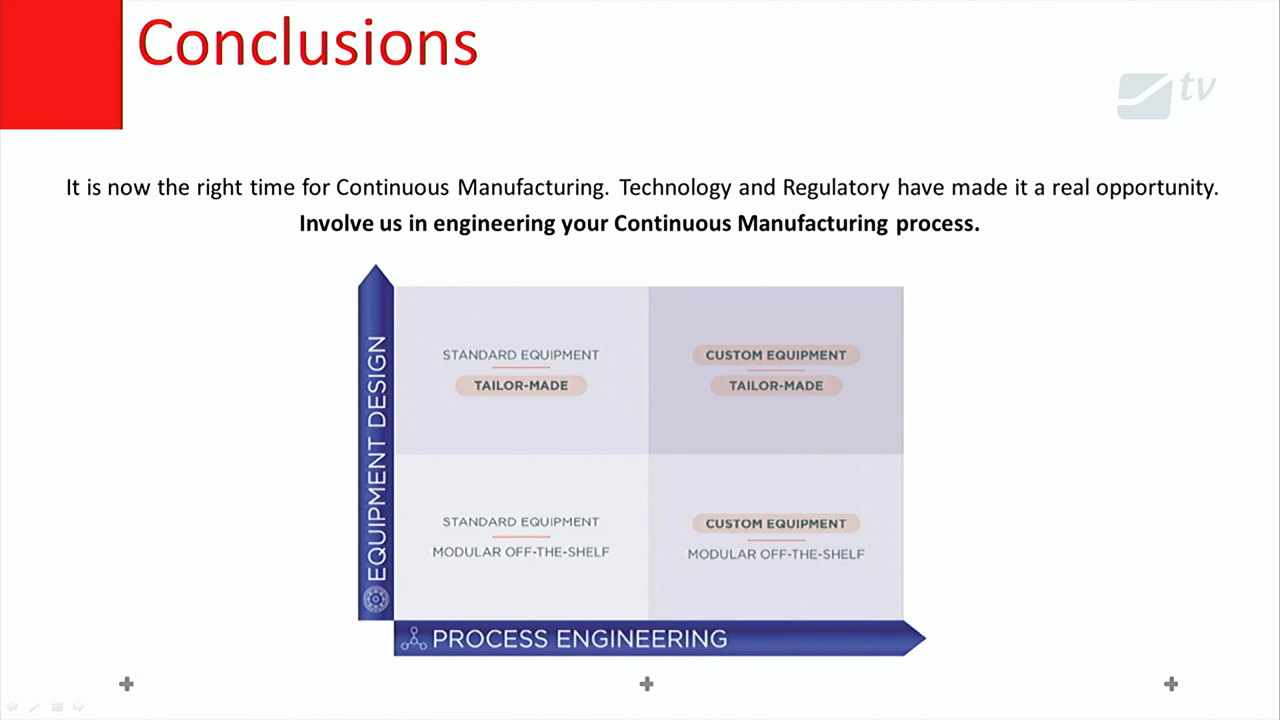 Conclusions
tv
It is now the right time for Continuous Manufacturing. Technology and Regulatory have made it a real opportunity.
Involve us in engineering your Continuous Manufacturing process.
EQUIPMENT DESIGN
STANDARD EQUIPMENT
TAILOR-MADE
CUSTOM EQUIPMENT
TAILOR-MADE
STANDARD EQUIPMENT
MODULAR OFF-THE-SHELF
CUSTOM EQUIPMENT
MODULAR OFF-THE-SHELF
PROCESS ENGINEERING